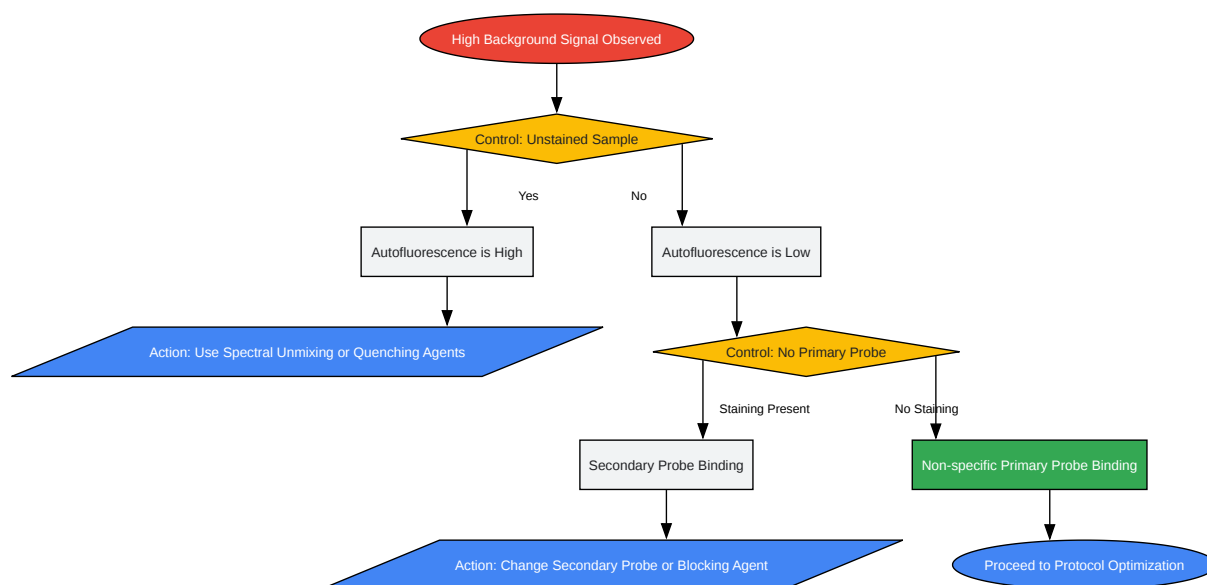 High Background Signal Observed
Control: Unstained Sample
Yes
No
Autofluorescence is High
Autofluorescence is Low
Action: Use Spectral Unmixing or Quenching Agents
Control: No Primary Probe
Staining Present
No Staining
Secondary Probe Binding
Non-specific Primary Probe Binding
Action: Change Secondary Probe or Blocking Agent
Proceed to Protocol Optimization